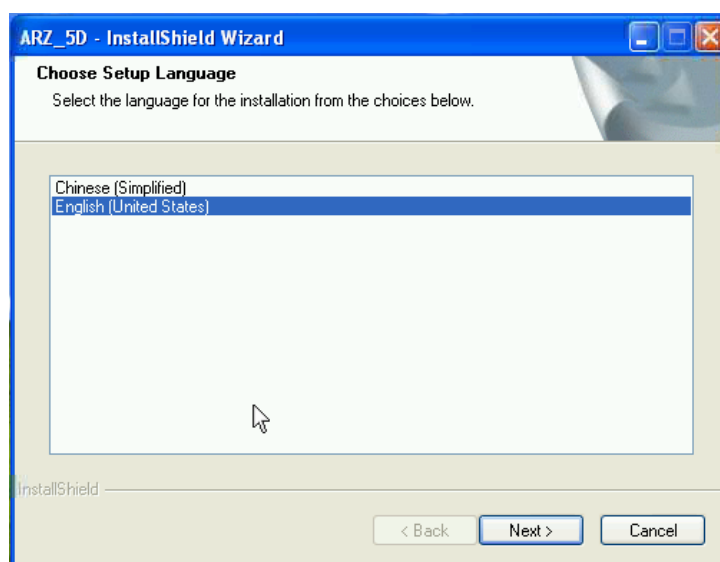 ARZ_5D - InstallShield Wizard
Choose Setup Language
Select the language for the installation from the choices below.
Chinese (Simplified)
English (United States)
InstallShield
< Back Next > Cancel